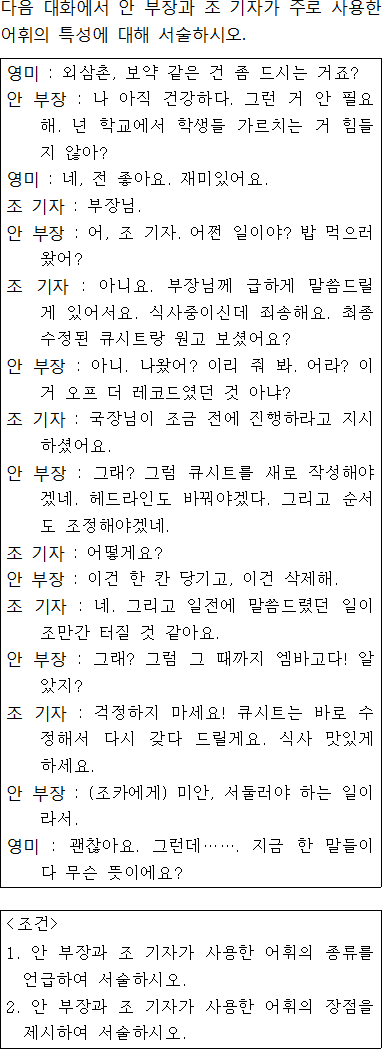 다음 대화에서 안 부장과 조 기자가 주로 사용한
어휘의 특성에 대해 서술하시오.
영미 : 외삼촌, 보약 같은 건 좀 드시는 거죠?
안 부장 : 나 아직 건강하다. 그런 거 안 필요
해. 넌 학교에서 학생들 가르치는 거 힘들
지 않아?
영미 : 네, 전 좋아요. 재미있어요.
조 기자 : 부장님.
안 부장 : 어, 조 기자. 어쩐 일이야? 밥 먹으러
왔어?
조 기자 : 아니요. 부장님께 급하게 말씀드릴
게 있어서요. 식사중이신데 죄송해요. 최종
수정된 큐시트랑 원고 보셨어요?
안 부장 : 아니. 나왔어? 이리 줘 봐. 어라? 이
거 오프 더 레코드였던 것 아냐?
조 기자 : 국장님이 조금 전에 진행하라고 지시
하셨어요.
안 부장 : 그래? 그럼 큐시트를 새로 작성해야
겠네. 헤드라인도 바꿔야겠다. 그리고 순서
도 조정해야겠네.
조 기자 : 어떻게요?
안 부장 : 이건 한 칸 당기고, 이건 삭제해.
조 기자 : 네. 그리고 일전에 말씀드렸던 일이
조만간 터질 것 같아요.
안 부장 : 그래? 그럼 그 때까지 엠바고다! 알
았지?
조 기자 : 걱정하지 마세요! 큐시트는 바로 수
정해서 다시 갖다 드릴게요. 식사 맛있게
하세요.
안 부장 : (조카에게) 미안, 서둘러야 하는 일이
라서.
영미 : 괜찮아요. 그런데……. 지금 한 말들이
다 무슨 뜻이에요?
<조건>
1. 안 부장과 조 기자가 사용한 어휘의 종류를
언급하여 서술하시오.
2. 안 부장과 조 기자가 사용한 어휘의 장점을
제시하여 서술하시오.